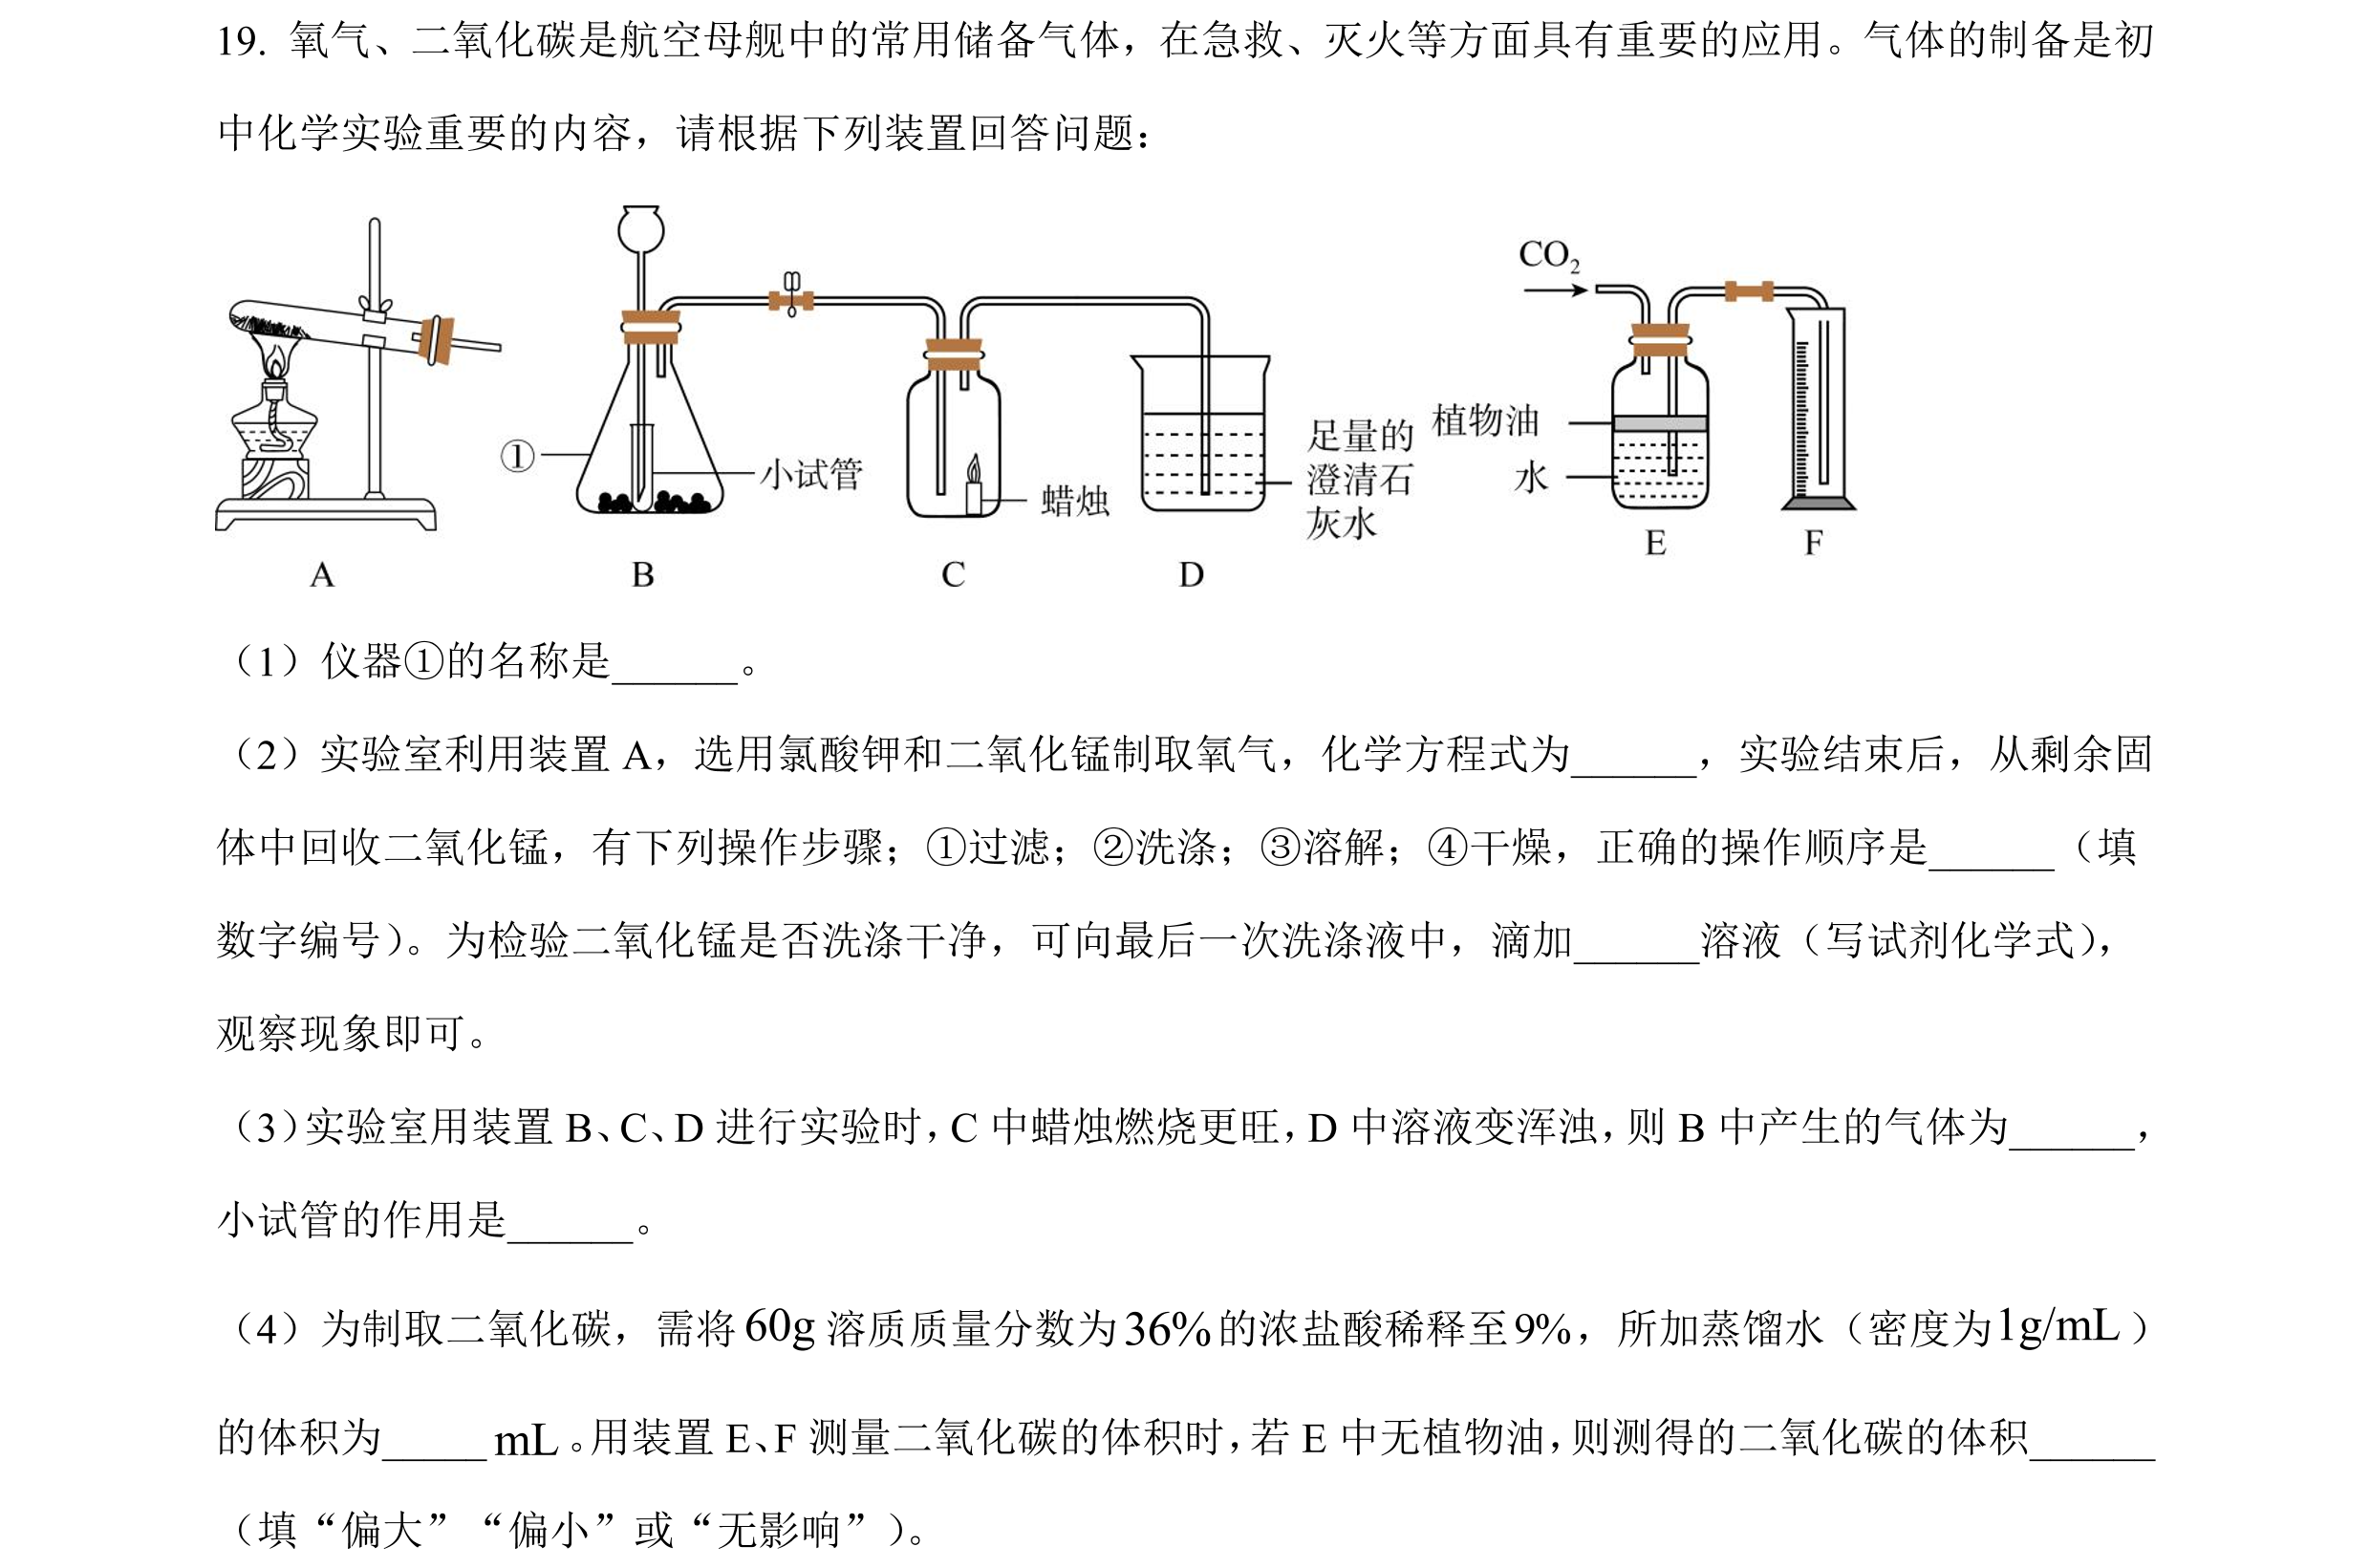 19. 氧气、二氧化碳是航空母舰中的常用储备气体，在急救、灭火等方面具有重要的应用。气体的制备是初
中化学实验重要的内容，请根据下列装置回答问题：
CO₂
①
小试管
蜡烛
足量的
澄清石
灰水
植物油
水
A
B
C
D
E
F
（1）仪器①的名称是______。
（2）实验室利用装置 A，选用氯酸钾和二氧化锰制取氧气，化学方程式为______，实验结束后，从剩余固
体中回收二氧化锰，有下列操作步骤；①过滤；②洗涤；③溶解；④干燥，正确的操作顺序是______（填
数字编号）。为检验二氧化锰是否洗涤干净，可向最后一次洗涤液中，滴加______溶液（写试剂化学式），
观察现象即可。
（3）实验室用装置 B、C、D 进行实验时，C 中蜡烛燃烧更旺，D 中溶液变浑浊，则 B 中产生的气体为______，
小试管的作用是______。
（4）为制取二氧化碳，需将 60g 溶质质量分数为 36% 的浓盐酸稀释至 9%，所加蒸馏水（密度为 1g/mL）
的体积为_____ mL。用装置 E、F 测量二氧化碳的体积时，若 E 中无植物油，则测得的二氧化碳的体积______
（填“偏大”“偏小”或“无影响”）。